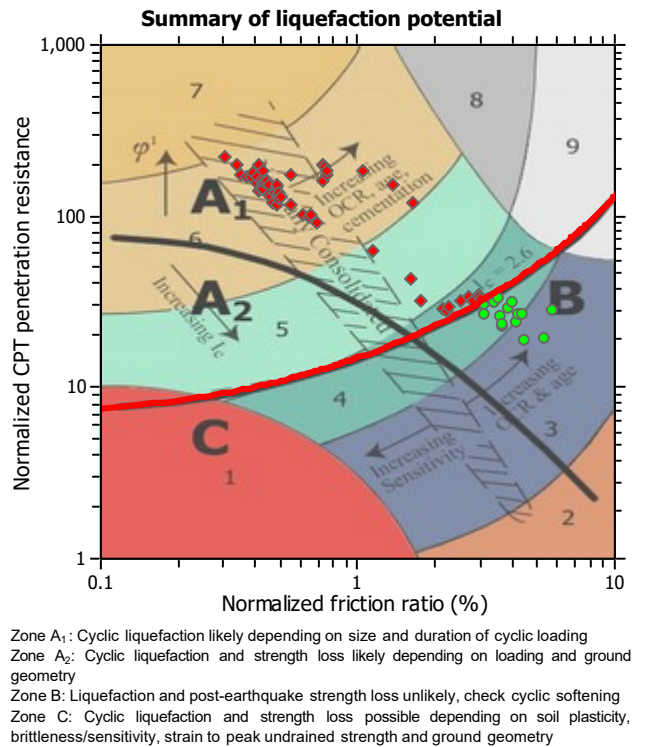 Summary of liquefaction potential
1,000
7
8
9
φ'
Increasing
OCR, age,
cementation
A1
Consolidated
100
6
A2
Ic = 2.6
B
Increasing Ic
5
10
4
Increasing
OCR & age
C
3
1
Increasing
Sensitivity
2
1
0.1
1
10
Normalized CPT penetration resistance
Normalized friction ratio (%)
Zone A1: Cyclic liquefaction likely depending on size and duration of cyclic loading
Zone A2: Cyclic liquefaction and strength loss likely depending on loading and ground
geometry
Zone B: Liquefaction and post-earthquake strength loss unlikely, check cyclic softening
Zone C: Cyclic liquefaction and strength loss possible depending on soil plasticity,
brittleness/sensitivity, strain to peak undrained strength and ground geometry